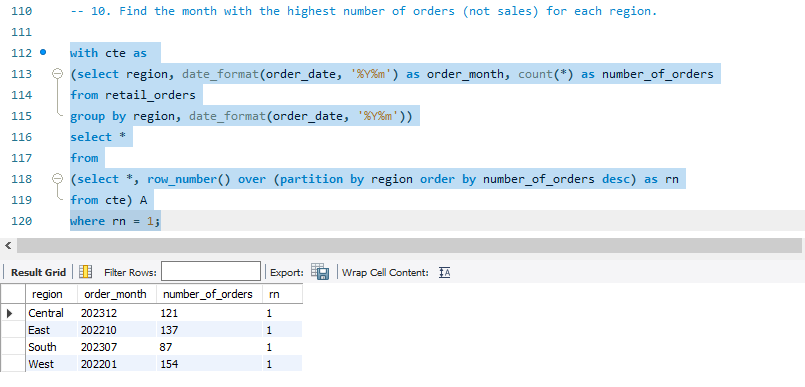 110 -- 10. Find the month with the highest number of orders (not sales) for each region.
111
112 with cte as
113 (select region, date_format(order_date, '%Y%m') as order_month, count(*) as number_of_orders
114 from retail_orders
115 group by region, date_format(order_date, '%Y%m'))
116 select *
117 from
118 (select *, row_number() over (partition by region order by number_of_orders desc) as rn
119 from cte) A
120 where rn = 1;
Result Grid Filter Rows: Export: Wrap Cell Content: IA
region order_month number_of_orders rn
Central 202312 121 1
East 202210 137 1
South 202307 87 1
West 202201 154 1